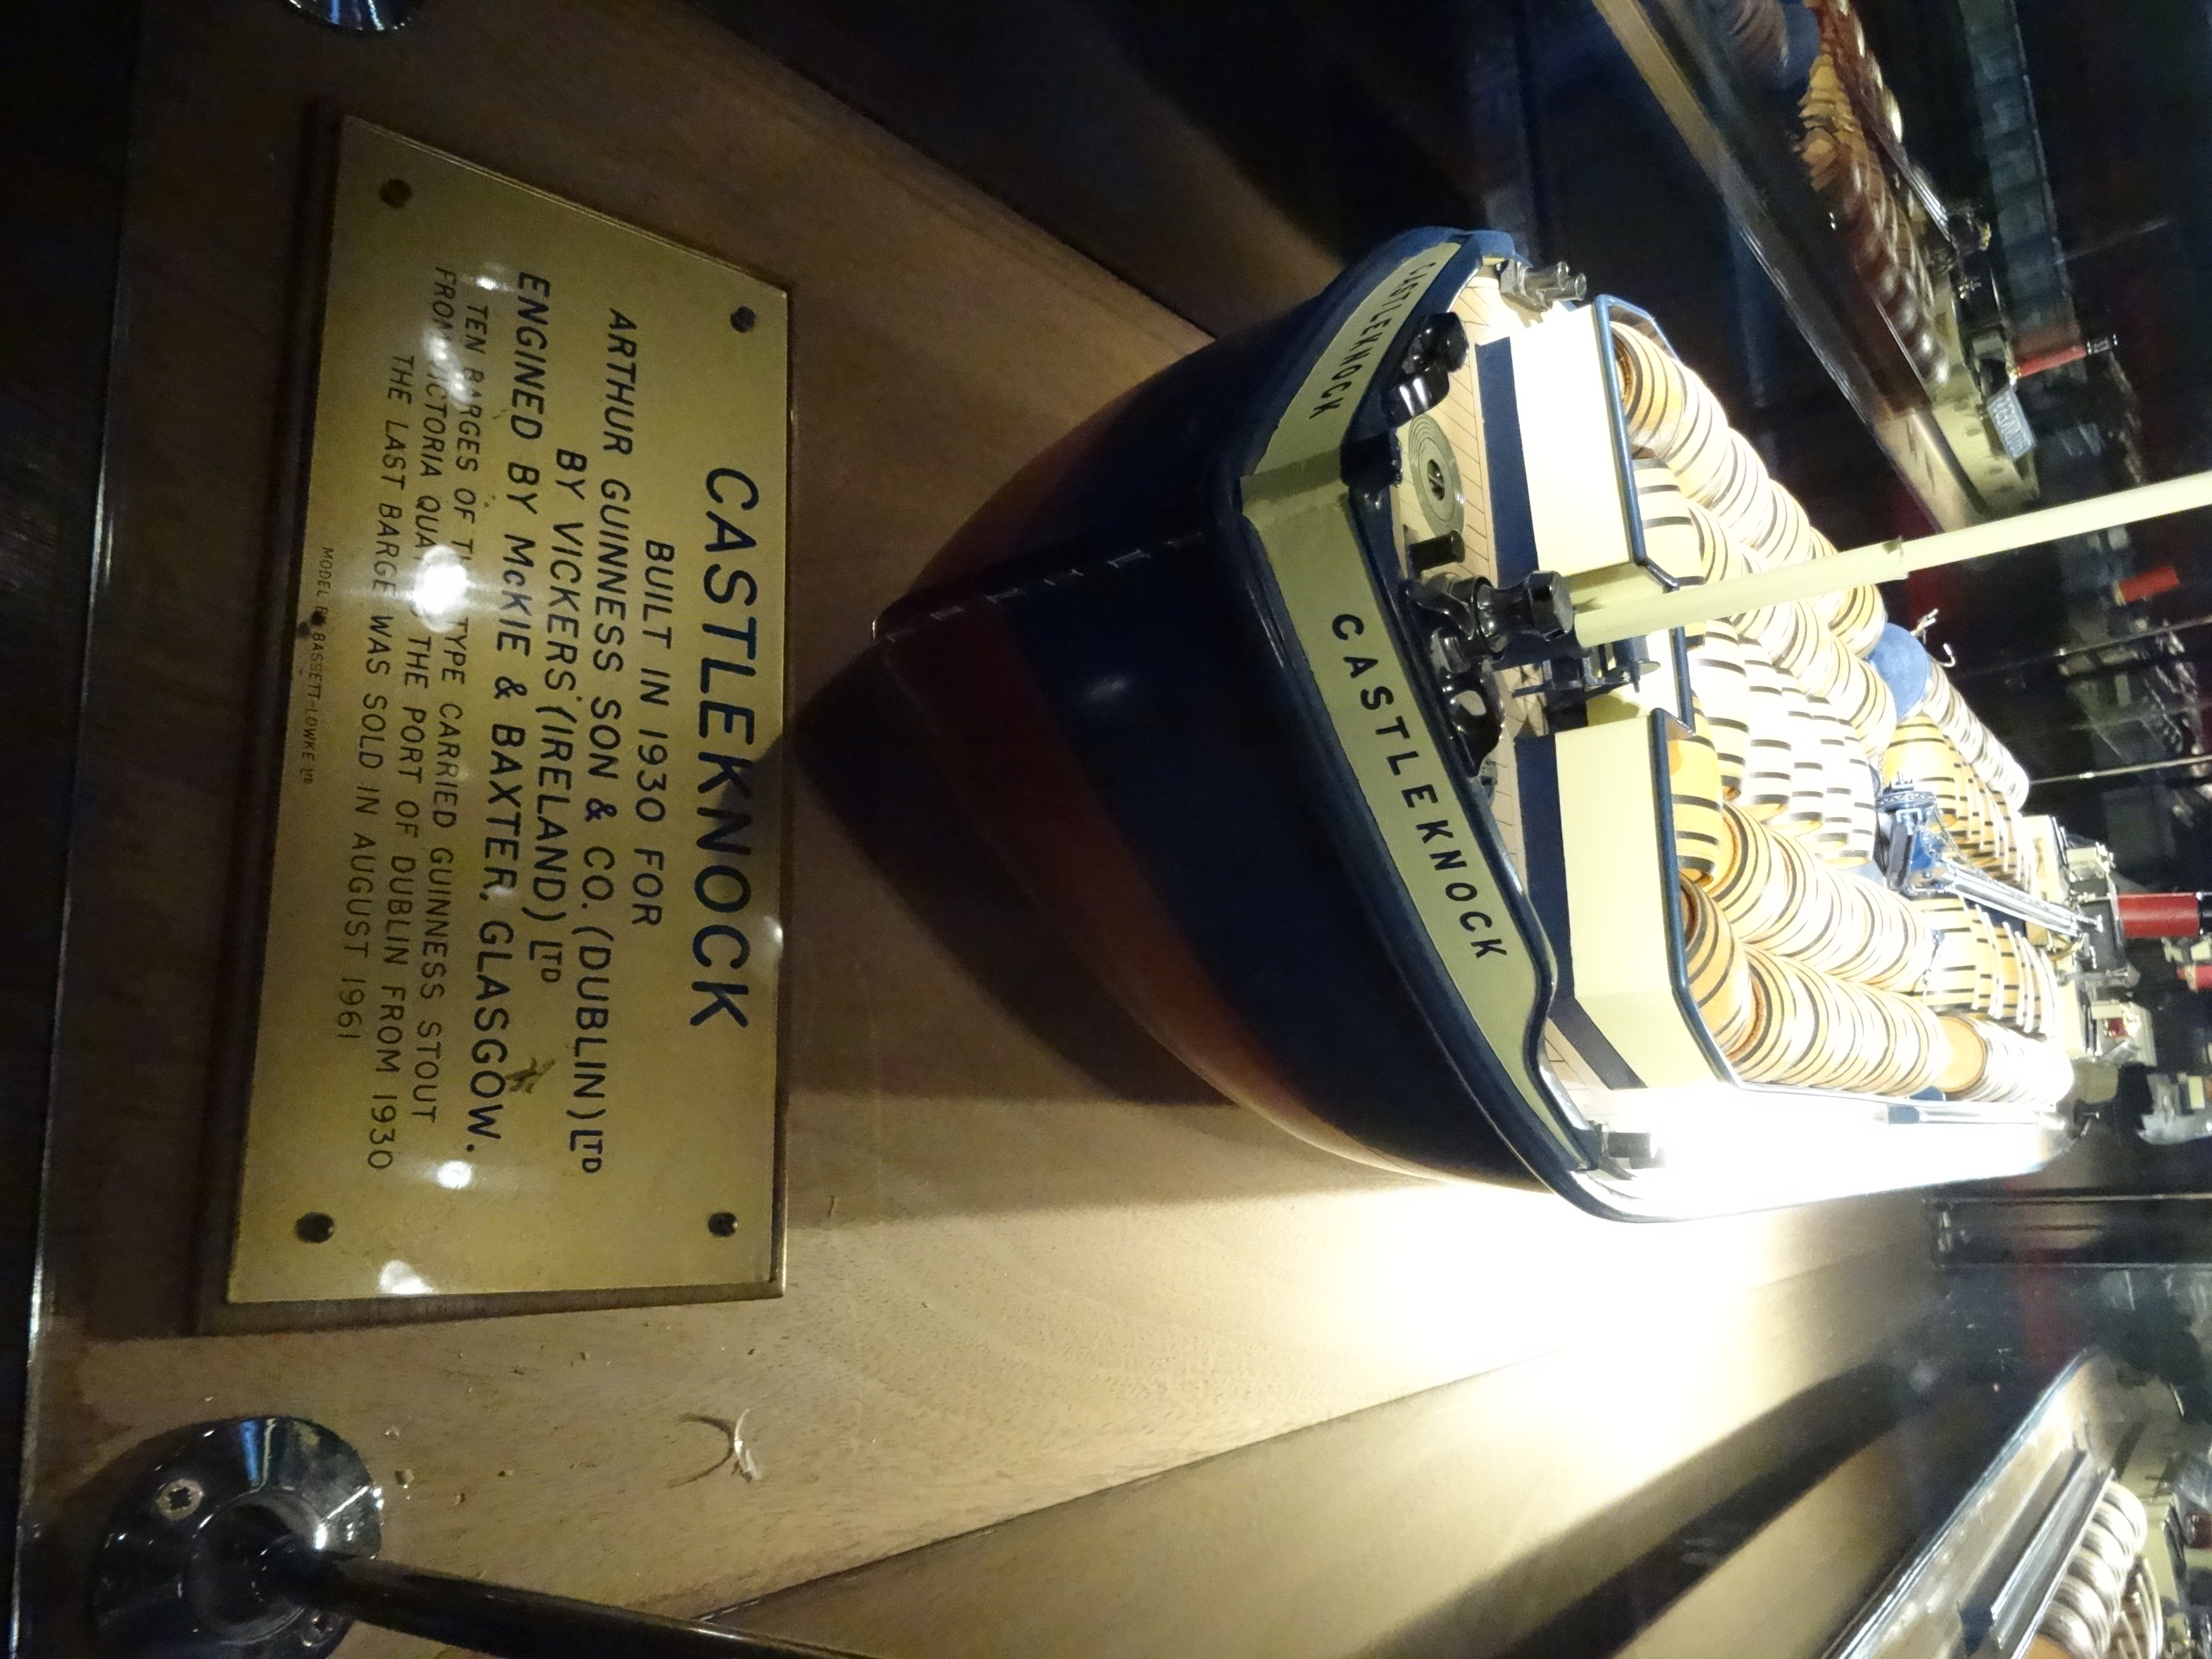 CASTLEKNOCK
CASTLEKNOCK
CASTLEKNOCK
BUILT IN 1930 FOR
ARTHUR GUINNESS SON & CO. (DUBLIN) LTD
BY VICKERS (IRELAND) LTD
ENGINED BY McKIE & BAXTER, GLASGOW.
TEN BARGES OF THE TYPE CARRIED GUINNESS STOUT
FROM VICTORIA QUAY THE PORT OF DUBLIN FROM 1930
THE LAST BARGE WAS SOLD IN AUGUST 1961
MODEL BY BASSETT-LOWKE LTD